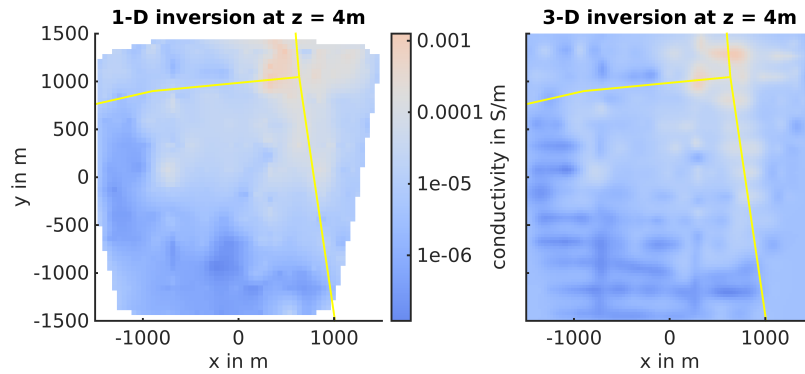 1-D inversion at z = 4m
3-D inversion at z = 4m
1500
1000
500
0
-500
-1000
-1500
y in m
-1000 0 1000
x in m
0.001
0.0001
1e-05
1e-06
conductivity in S/m
-1000 0 1000
x in m